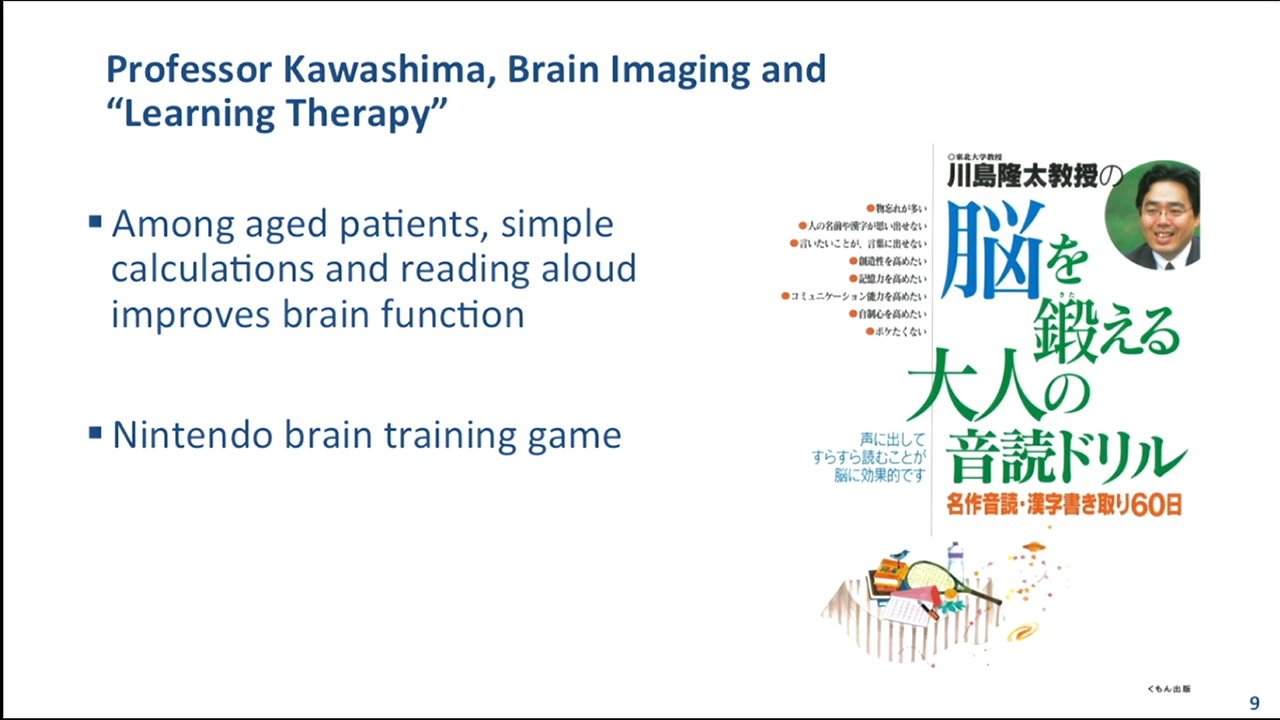 Professor Kawashima, Brain Imaging and
“Learning Therapy”
▪ Among aged patients, simple
calculations and reading aloud
improves brain function
▪ Nintendo brain training game
○東北大学教授
川島隆太教授の
脳を
きた
鍛える
大人の
音読ドリル
名作音読・漢字書き取り60日
●物忘れが多い
●人の名前や漢字が思い出せない
●言いたいことが、言葉に出せない
●創造性を高めたい
●記憶力を高めたい
●コミュニケーション能力を高めたい
●自制心を高めたい
●ボケたくない
声に出して
すらすら読むことが
脳に効果的です
くもん出版
9